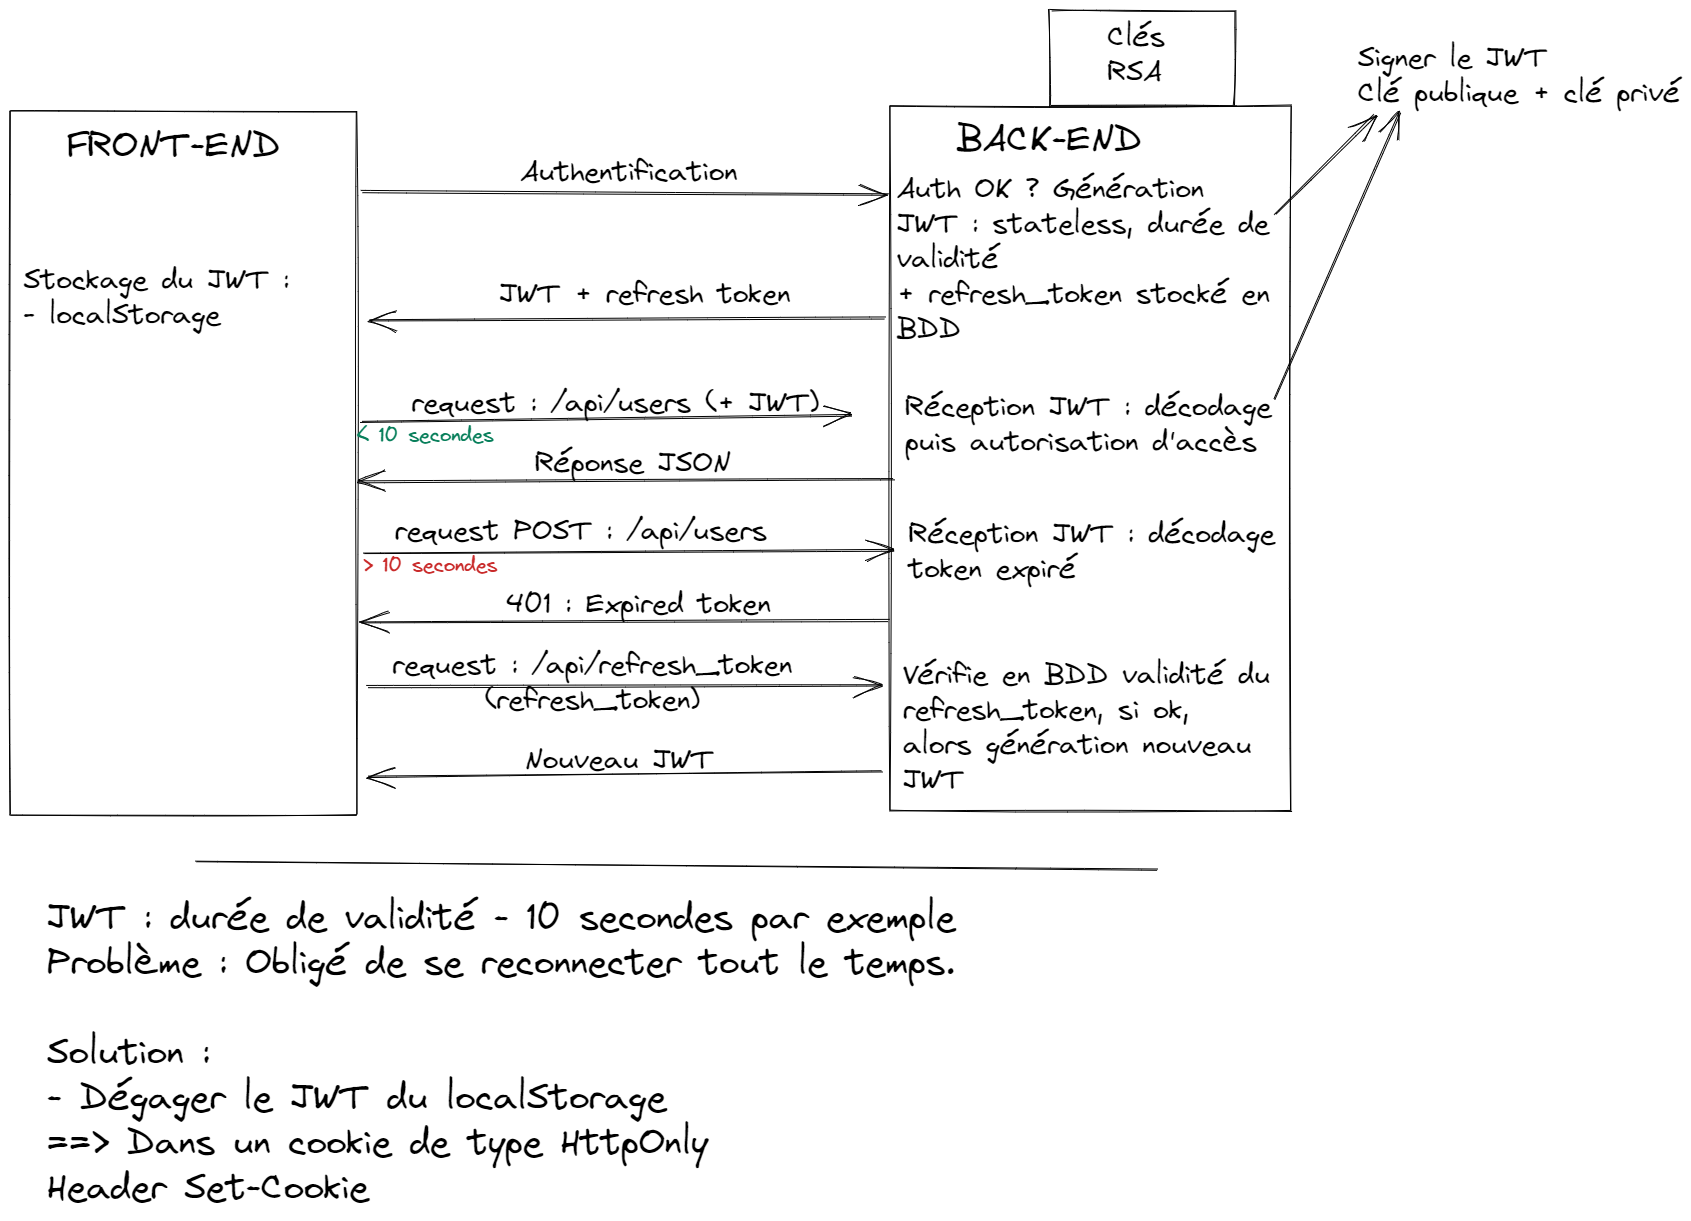 Clés
RSA
Signer le JWT
Clé publique + clé privé
FRONT-END
Stockage du JWT :
- localStorage
BACK-END
Authentification
Auth OK ? Génération
JWT : stateless, durée de
validité
+ refresh_token stocké en
BDD
JWT + refresh token
request : /api/users (+ JWT)
< 10 secondes
Réception JWT : décodage
puis autorisation d'accès
Réponse JSON
request POST : /api/users
> 10 secondes
Réception JWT : décodage
token expiré
401 : Expired token
request : /api/refresh_token
(refresh_token)
Vérifie en BDD validité du
refresh_token, si ok,
alors génération nouveau
JWT
Nouveau JWT
JWT : durée de validité - 10 secondes par exemple
Problème : Obligé de se reconnecter tout le temps.
Solution :
- Dégager le JWT du localStorage
==> Dans un cookie de type HttpOnly
Header Set-Cookie